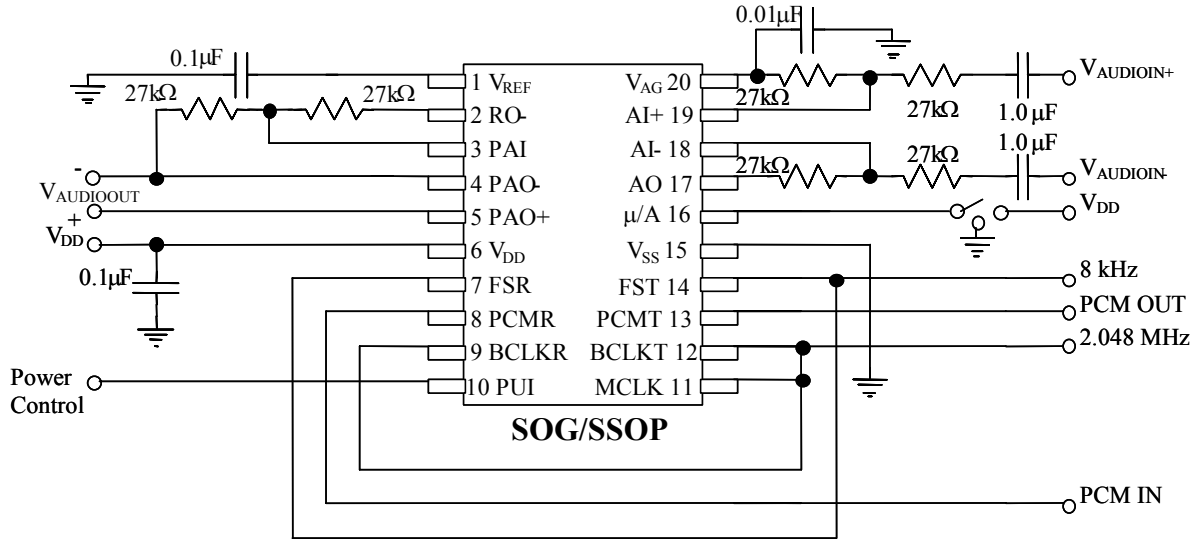 0.01µF
0.1µF
27kΩ
27kΩ
1 VREF
VAG 20
27kΩ
27kΩ
VAUDIOIN+
1.0 µF
2 RO-
AI+ 19
3 PAI
AI- 18
1.0 µF
27kΩ
27kΩ
-
VAUDIOOUT
+
4 PAO-
AO 17
VAUDIOIN-
5 PAO+
µ/A 16
VDD
VDD
6 VDD
VSS 15
0.1µF
7 FSR
FST 14
8 kHz
8 PCMR
PCMT 13
PCM OUT
9 BCLKR
BCLKT 12
2.048 MHz
Power
Control
10 PUI
MCLK 11
SOG/SSOP
PCM IN